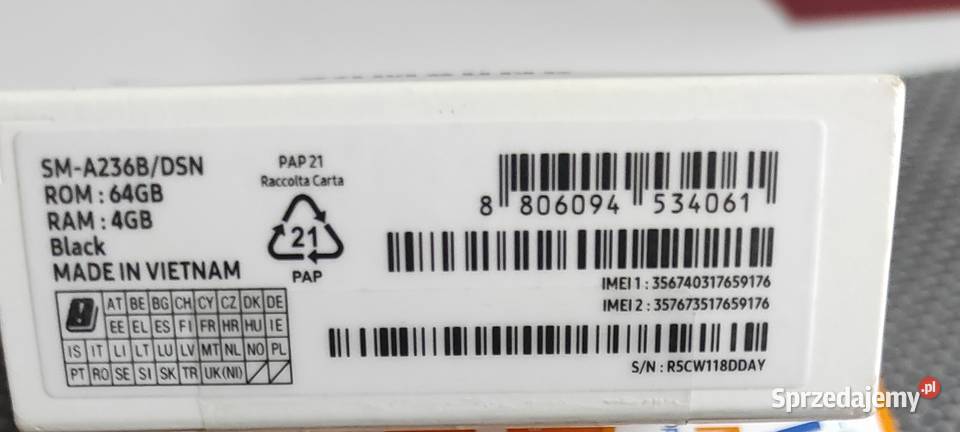 SM-A236B/DSN
ROM : 64GB
RAM : 4GB
Black
MADE IN VIETNAM
PAP 21
Raccolta Carta
21
PAP
AT BE BG CH CY CZ DK DE
EE EL ES FI FR HR HU IE
IS IT LI LT LU LV MT NL NO PL
PT RO SE SI SK TR UK(NI)
8 806094 534061
IMEI 1 : 356740317659176
IMEI 2 : 357673517659176
S/N : R5CW118DDAY
Sprzedajemy.pl